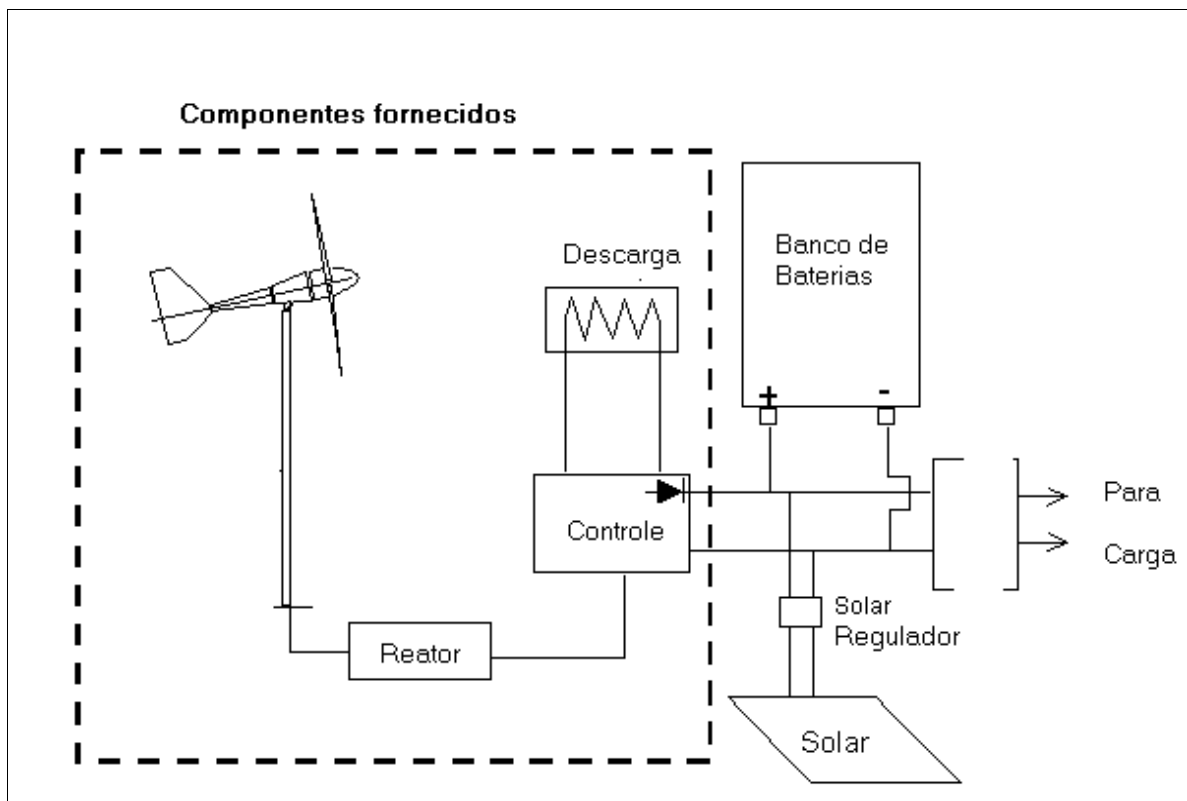 Componentes fornecidos
Descarga
Banco de
Baterias
+ -
Controle
Para
Carga
Solar
Regulador
Reator
Solar